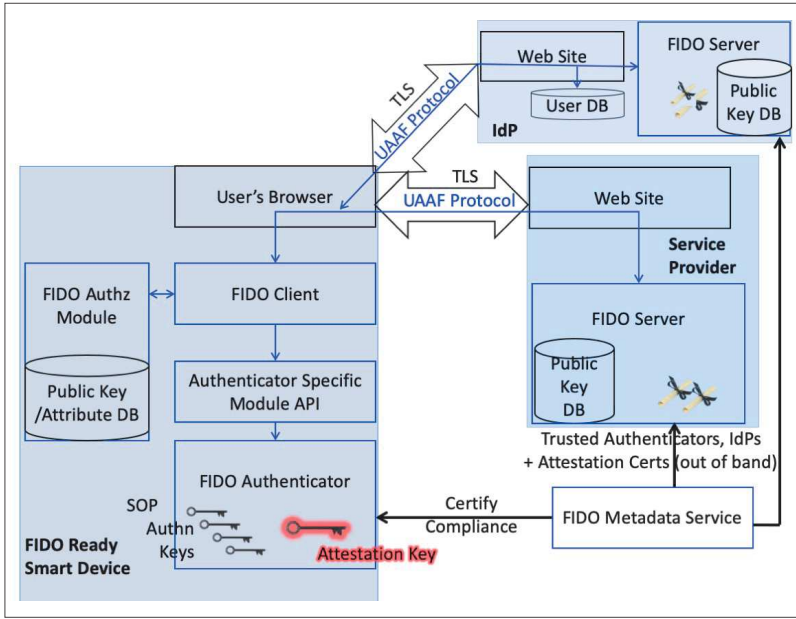 Web Site
User DB
IdP
FIDO Server
Public
Key DB
TLS
UAAF Protocol
User's Browser
TLS
UAAF Protocol
Web Site
Service
Provider
FIDO Authz
Module
FIDO Client
FIDO Server
Public
Key
DB
Public Key
/Attribute DB
Authenticator Specific
Module API
Trusted Authenticators, IdPs
+ Attestation Certs (out of band)
FIDO Authenticator
SOP
Authn
Keys
Attestation Key
Certify
Compliance
FIDO Metadata Service
FIDO Ready
Smart Device